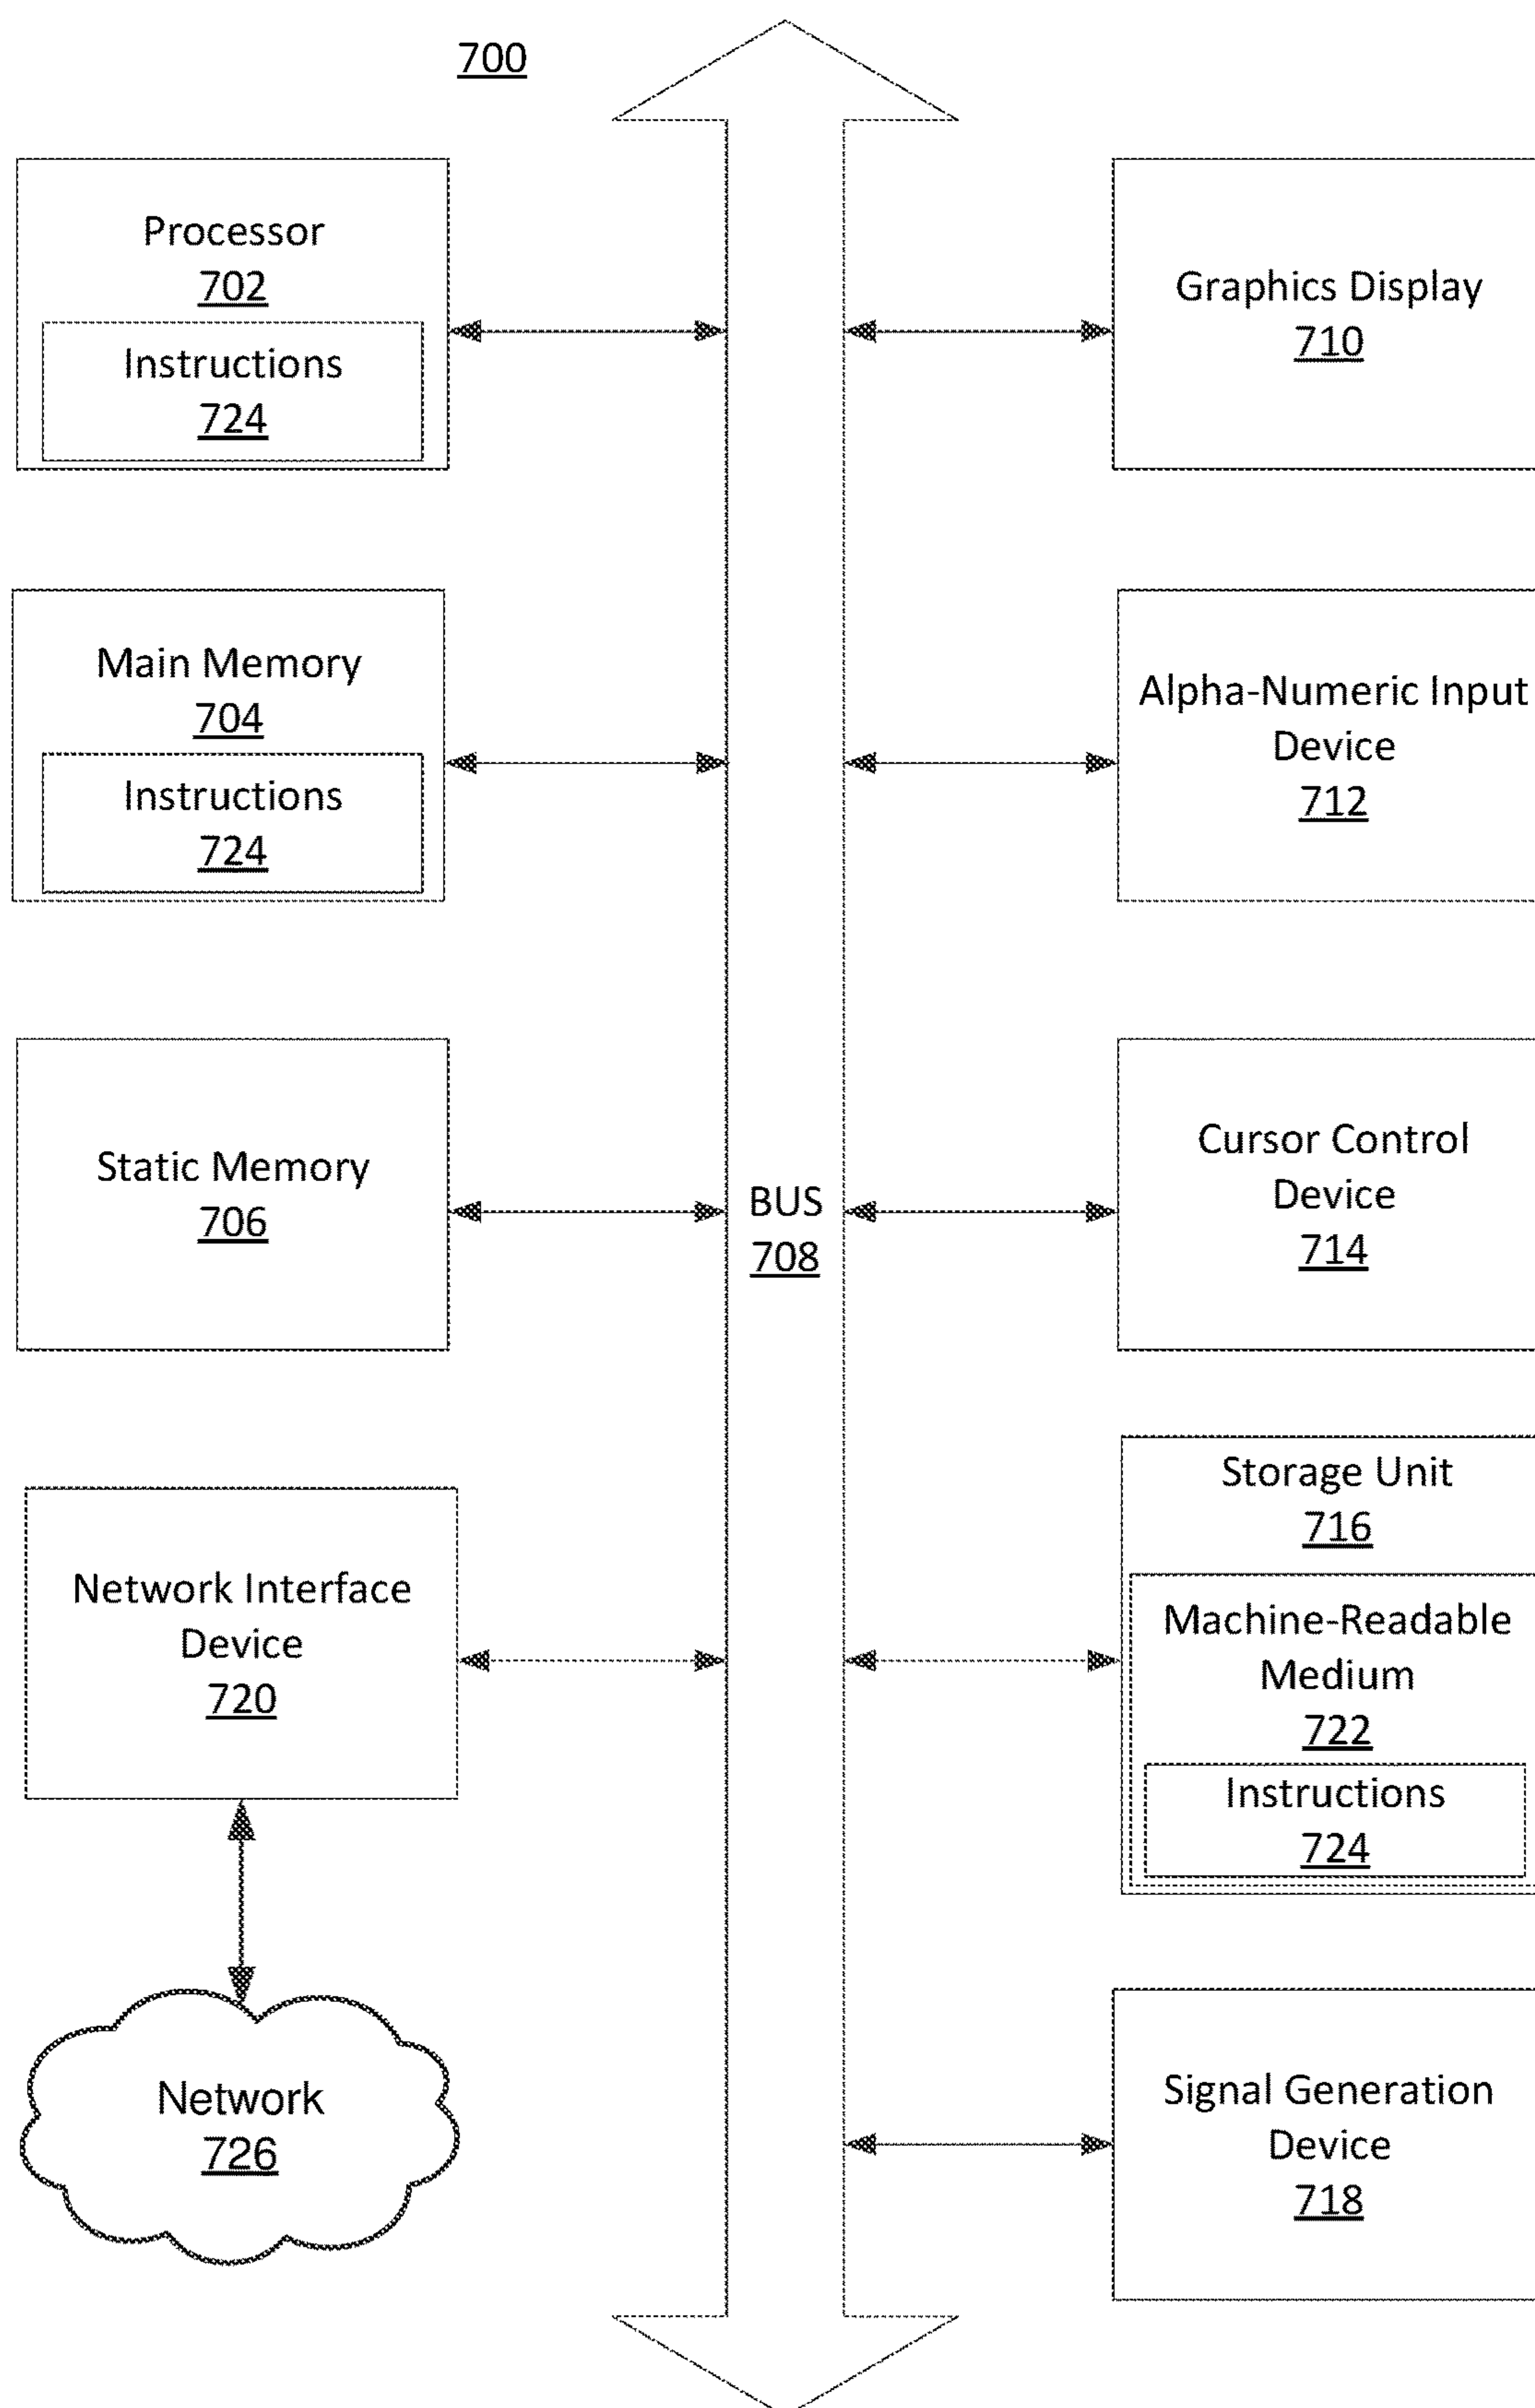 700
Processor
702
Instructions
724
Main Memory
704
Instructions
724
Static Memory
706
Network Interface
Device
720
Network
726
BUS
708
Graphics Display
710
Alpha-Numeric Input
Device
712
Cursor Control
Device
714
Storage Unit
716
Machine-Readable
Medium
722
Instructions
724
Signal Generation
Device
718